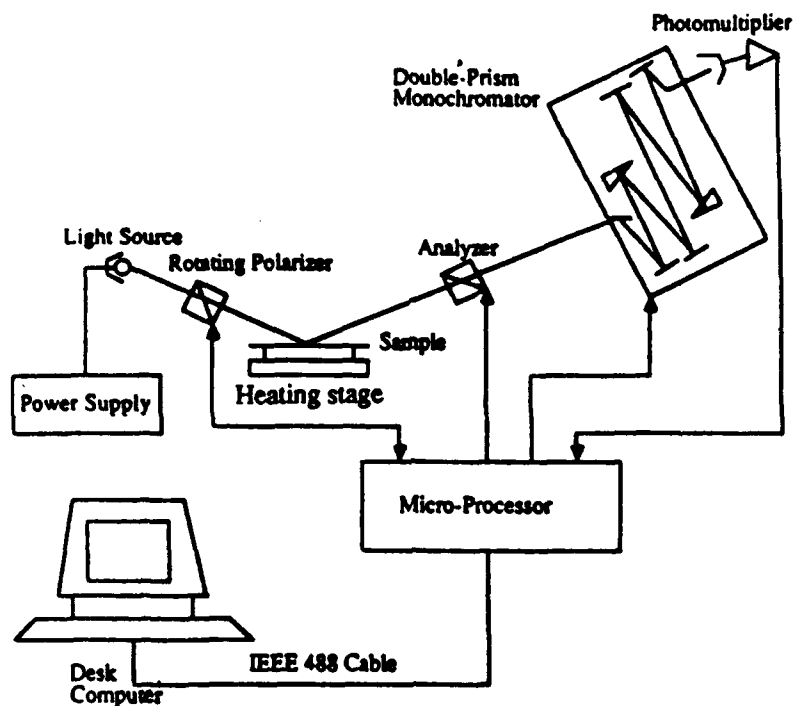 Photomultiplier
Double-Prism
Monochromator
Light Source
Rotating Polarizer
Analyzer
Sample
Heating stage
Power Supply
Micro-Processor
IEEE 488 Cable
Desk
Computer